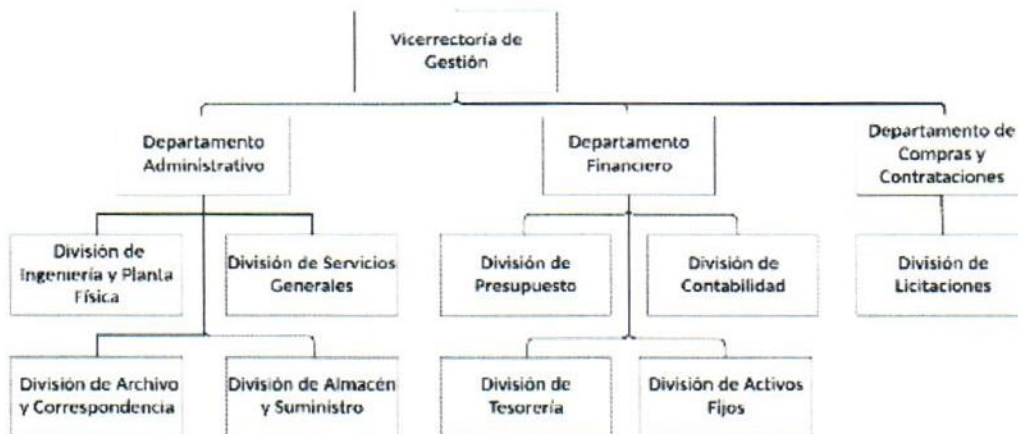 Vicerrectoría de
Gestión
Departamento
Administrativo
Departamento
Financiero
Departamento de
Compras y
Contrataciones
División de
Ingeniería y Planta
Física
División de Servicios
Generales
División de
Presupuesto
División de
Contabilidad
División de
Licitaciones
División de Archivo
y Correspondencia
División de Almacén
y Suministro
División de
Tesorería
División de Activos
Fijos